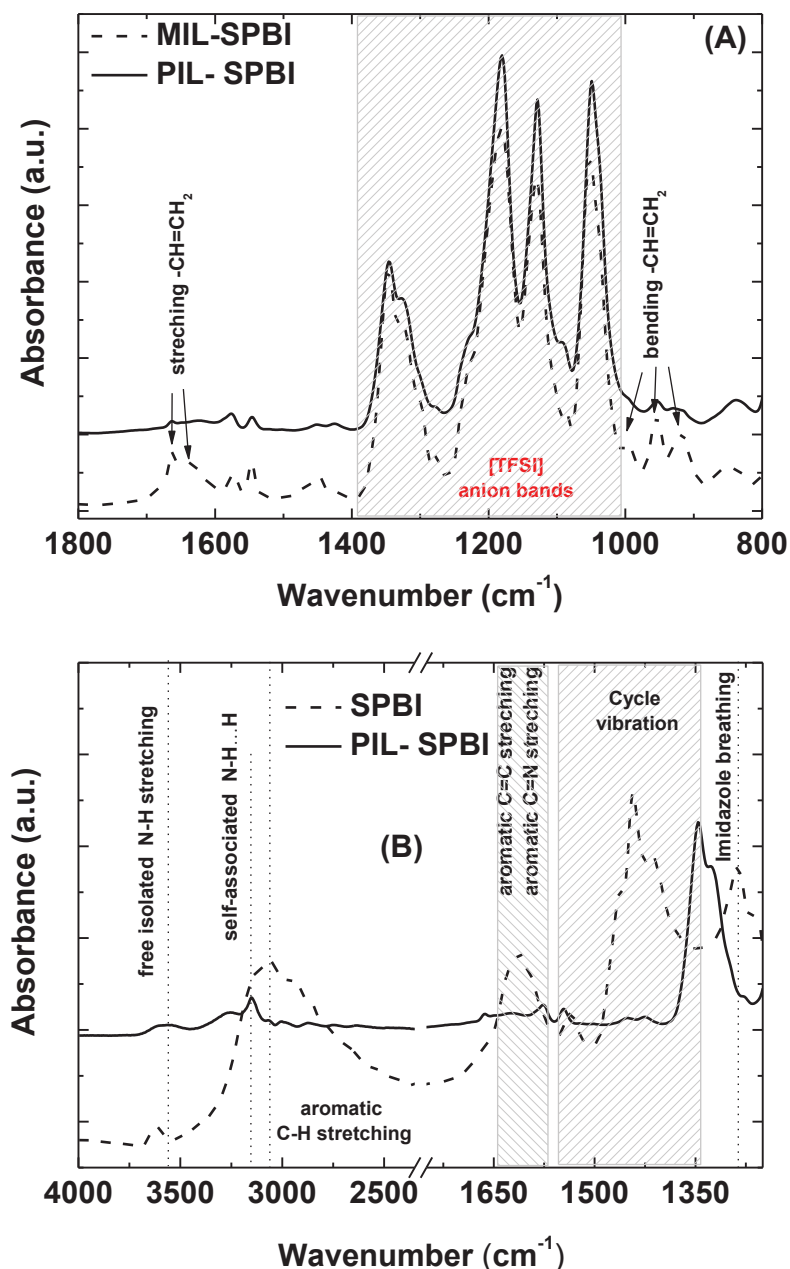 MIL-SPBI
PIL- SPBI
(A)
Absorbance (a.u.)
streching -CH=CH2
bending -CH=CH2
[TFSI]
anion bands
1800 1600 1400 1200 1000 800
Wavenumber (cm-1)
SPBI
PIL- SPBI
(B)
Absorbance (a.u.)
free isolated N-H stretching
self-associated N-H...H
aromatic
C-H stretching
aromatic C=C streching
aromatic C=N streching
Cycle
vibration
Imidazole breathing
4000 3500 3000 2500 1650 1500 1350
Wavenumber (cm-1)